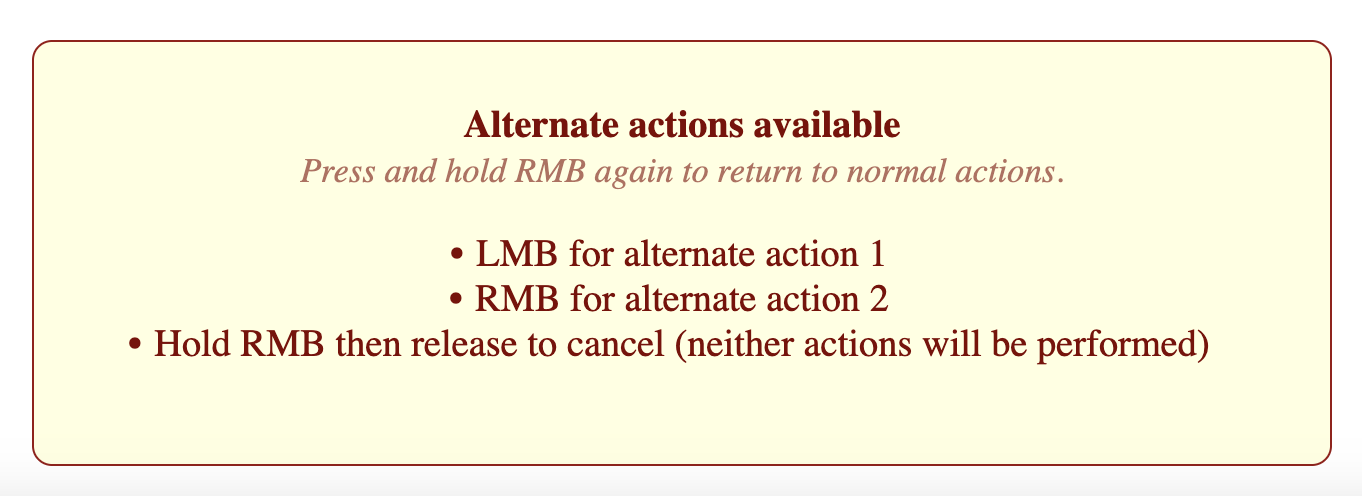 Alternate actions available
Press and hold RMB again to return to normal actions.
• LMB for alternate action 1
• RMB for alternate action 2
• Hold RMB then release to cancel (neither actions will be performed)